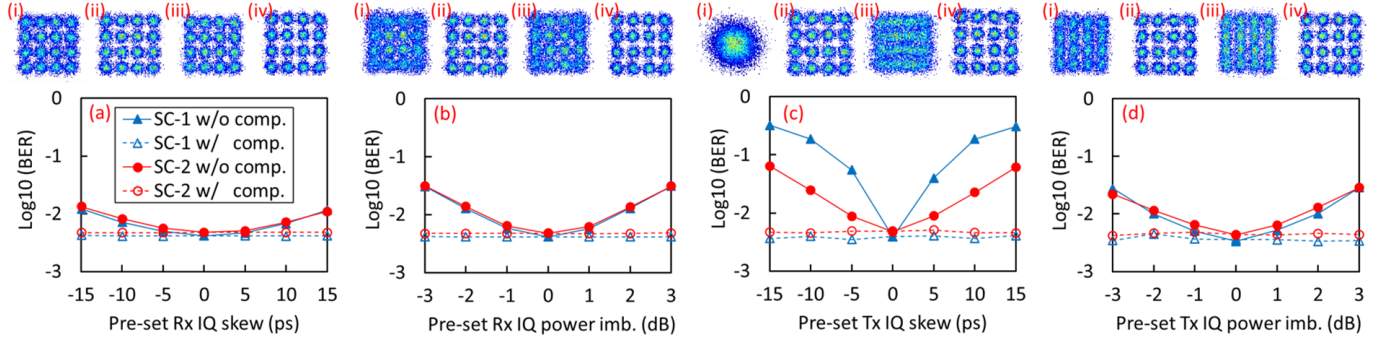 (i) (ii) (iii) (iv)
(i) (ii) (iii) (iv)
(i) (ii) (iii) (iv)
(i) (ii) (iii) (iv)
(a)
SC-1 w/o comp.
SC-1 w/ comp.
SC-2 w/o comp.
SC-2 w/ comp.
Log10 (BER)
0
-1
-2
-3
-15 -10 -5 0 5 10 15
Pre-set Rx IQ skew (ps)
(b)
Log10 (BER)
0
-1
-2
-3
-3 -2 -1 0 1 2 3
Pre-set Rx IQ power imb. (dB)
(c)
Log10 (BER)
0
-1
-2
-3
-15 -10 -5 0 5 10 15
Pre-set Tx IQ skew (ps)
(d)
Log10 (BER)
0
-1
-2
-3
-3 -2 -1 0 1 2 3
Pre-set Tx IQ power imb. (dB)